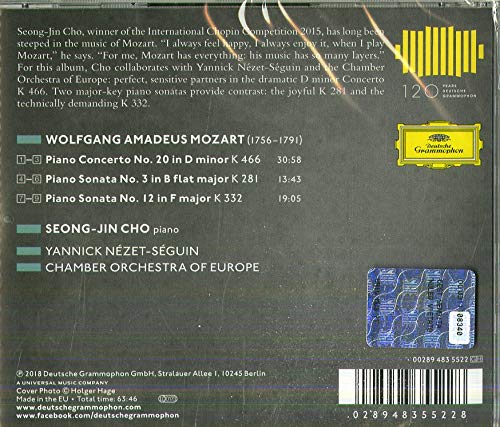 Seong-Jin Cho, winner of the International Chopin Competition 2015, has long been
steeped in the music of Mozart. “I always feel happy, I always enjoy it, when I play
Mozart,” he says. “For me, Mozart has everything: his music has so many layers.”
For this album, Cho collaborates with Yannick Nézet-Séguin and the Chamber
Orchestra of Europe: perfect, sensitive partners in the dramatic D minor Concerto
K 466. Two major-key piano sonatas provide contrast: the joyful K 281 and
the technically demanding K 332.
120 YEARS
DEUTSCHE
GRAMMOPHON
Deutsche
Grammophon
WOLFGANG AMADEUS MOZART (1756–1791)
1–3 Piano Concerto No. 20 in D minor K 466 30:58
4–6 Piano Sonata No. 3 in B flat major K 281 13:43
7–9 Piano Sonata No. 12 in F major K 332 19:05
SEONG-JIN CHO piano
YANNICK NÉZET-SÉGUIN
CHAMBER ORCHESTRA OF EUROPE
08340
00289 483 5522 GH
℗ 2018 Deutsche Grammophon GmbH, Stralauer Allee 1, 10245 Berlin
A UNIVERSAL MUSIC COMPANY
Cover Photo © Holger Hage
Made in the EU • Total time: 63:46
www.deutschegrammophon.com
www.facebook.com/deutschegrammophon
0 28948 35522 8